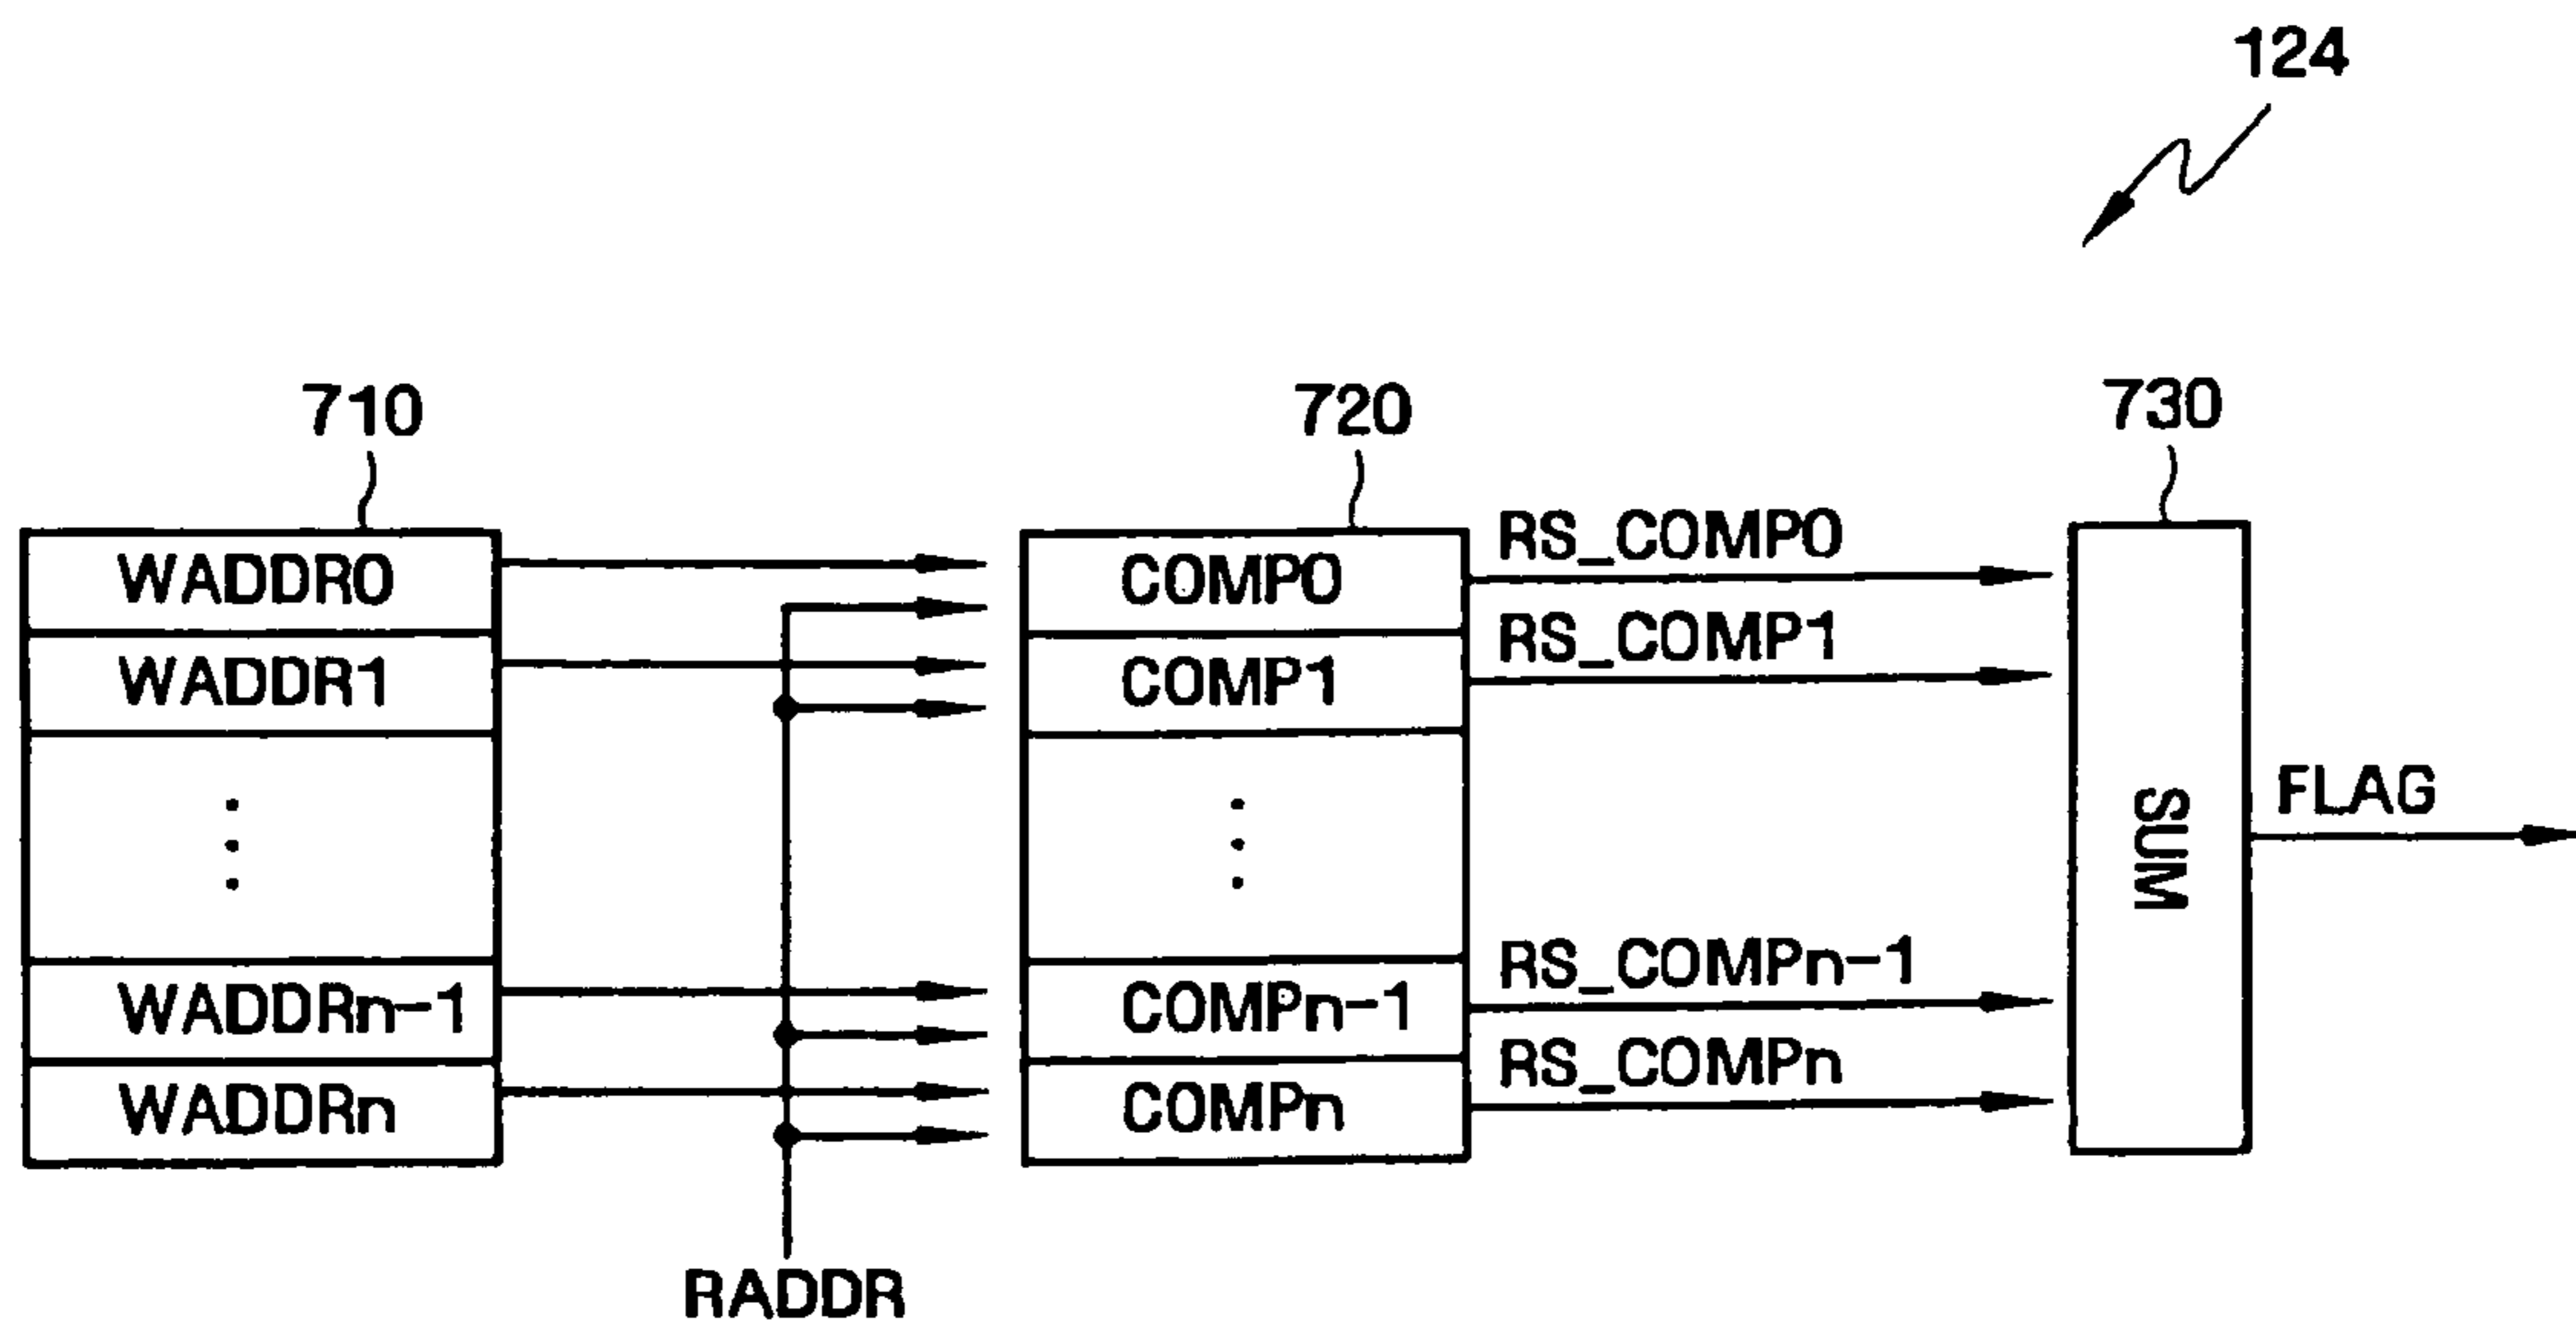 124
710
720
730
WADDR0
COMP0
RS_COMP0
WADDR1
COMP1
RS_COMP1
SUM
FLAG
WADDRn-1
COMPn-1
RS_COMPn-1
WADDRn
COMPn
RS_COMPn
RADDR